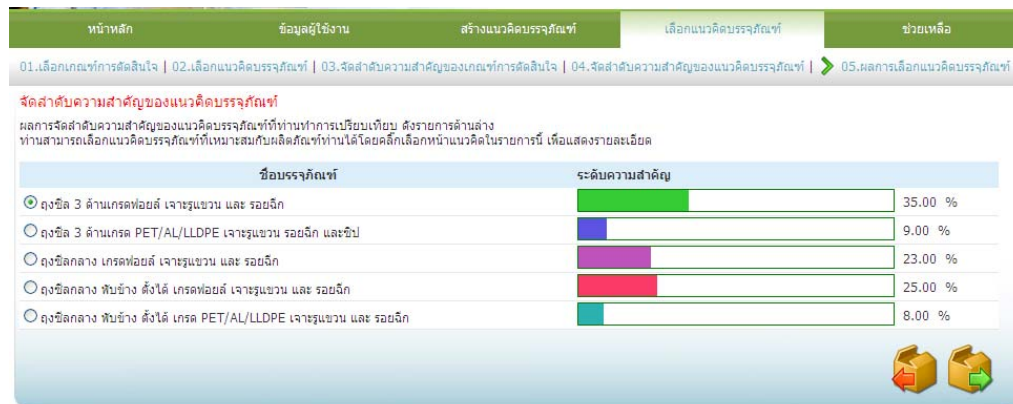 หน้าหลัก ข้อมูลผู้ใช้งาน สร้างแนวคิดบรรจุภัณฑ์ เลือกแนวคิดบรรจุภัณฑ์ ช่วยเหลือ
01.เลือกเกณฑ์การตัดสินใจ | 02.เลือกแนวคิดบรรจุภัณฑ์ | 03.จัดลำดับความสำคัญของเกณฑ์การตัดสินใจ | 04.จัดลำดับความสำคัญของแนวคิดบรรจุภัณฑ์ | 05.ผลการเลือกแนวคิดบรรจุภัณฑ์
จัดลำดับความสำคัญของแนวคิดบรรจุภัณฑ์
ผลการจัดลำดับความสำคัญของแนวคิดบรรจุภัณฑ์ที่ท่านทำการเปรียบเทียบ ดังรายการด้านล่าง
ท่านสามารถเลือกแนวคิดบรรจุภัณฑ์ที่เหมาะสมกับผลิตภัณฑ์ท่านได้โดยคลิ๊กเลือกหน้าแนวคิดในรายการนี้ เพื่อแสดงรายละเอียด
ชื่อบรรจุภัณฑ์ ระดับความสำคัญ
ถุงซีล 3 ด้านเกรดฟอยล์ เจาะรูแขวน และ รอยฉีก 35.00 %
ถุงซีล 3 ด้านเกรด PET/AL/LLDPE เจาะรูแขวน รอยฉีก และซิป 9.00 %
ถุงซีลกลาง เกรดฟอยล์ เจาะรูแขวน และ รอยฉีก 23.00 %
ถุงซีลกลาง พับข้าง ตั้งได้ เกรดฟอยล์ เจาะรูแขวน และ รอยฉีก 25.00 %
ถุงซีลกลาง พับข้าง ตั้งได้ เกรด PET/AL/LLDPE เจาะรูแขวน และ รอยฉีก 8.00 %